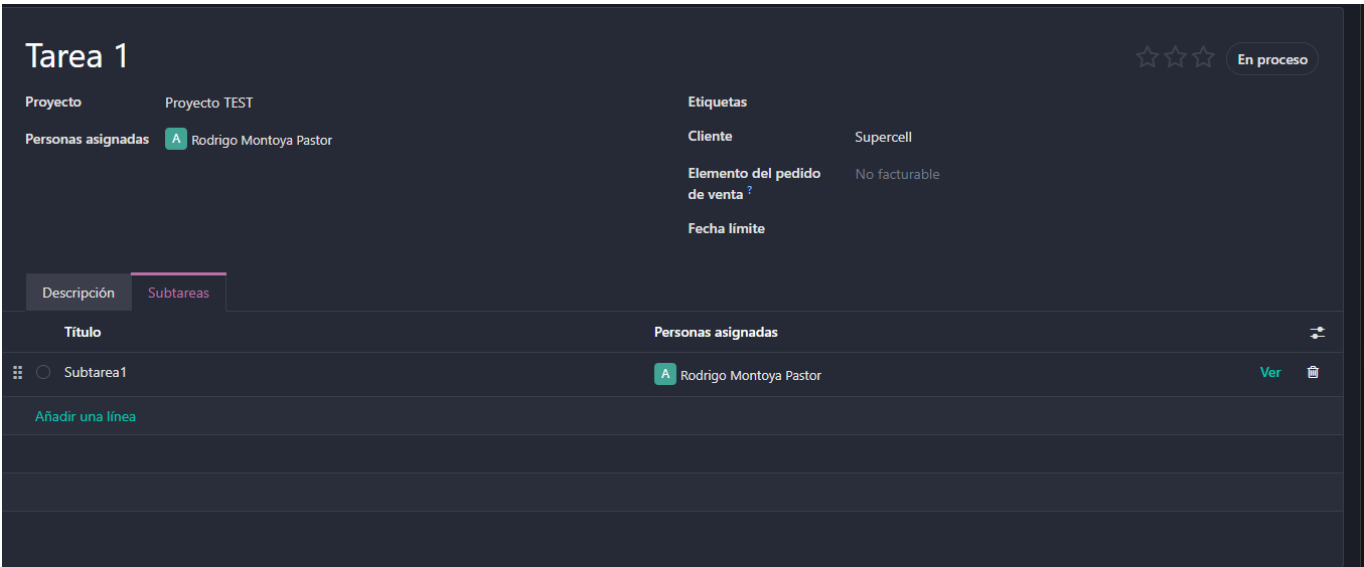 Tarea 1
En proceso
Proyecto Proyecto TEST
Personas asignadas A Rodrigo Montoya Pastor
Etiquetas
Cliente Supercell
Elemento del pedido
de venta ? No facturable
Fecha límite
Descripción Subtareas
Título Personas asignadas
Subtarea1 A Rodrigo Montoya Pastor Ver
Añadir una línea